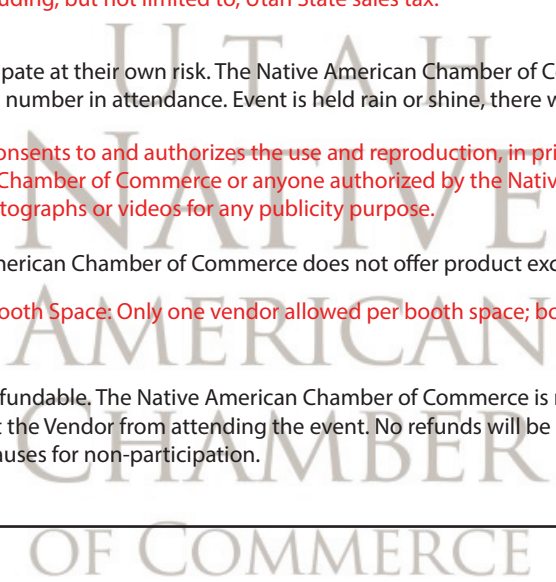 uding, but not limited to, Utah State sales tax.
UTAH
ipate at their own risk. The Native American Chamber of C
number in attendance. Event is held rain or shine, there w
onsents to and authorizes the use and reproduction, in pri
Chamber of Commerce or anyone authorized by the Nativ
tographs or videos for any publicity purpose.
NATIVE
merican Chamber of Commerce does not offer product exc
ooth Space: Only one vendor allowed per booth space; bo
AMERICAN
fundable. The Native American Chamber of Commerce is
t the Vendor from attending the event. No refunds will be
auses for non-participation.
CHAMBER
OF COMMERCE